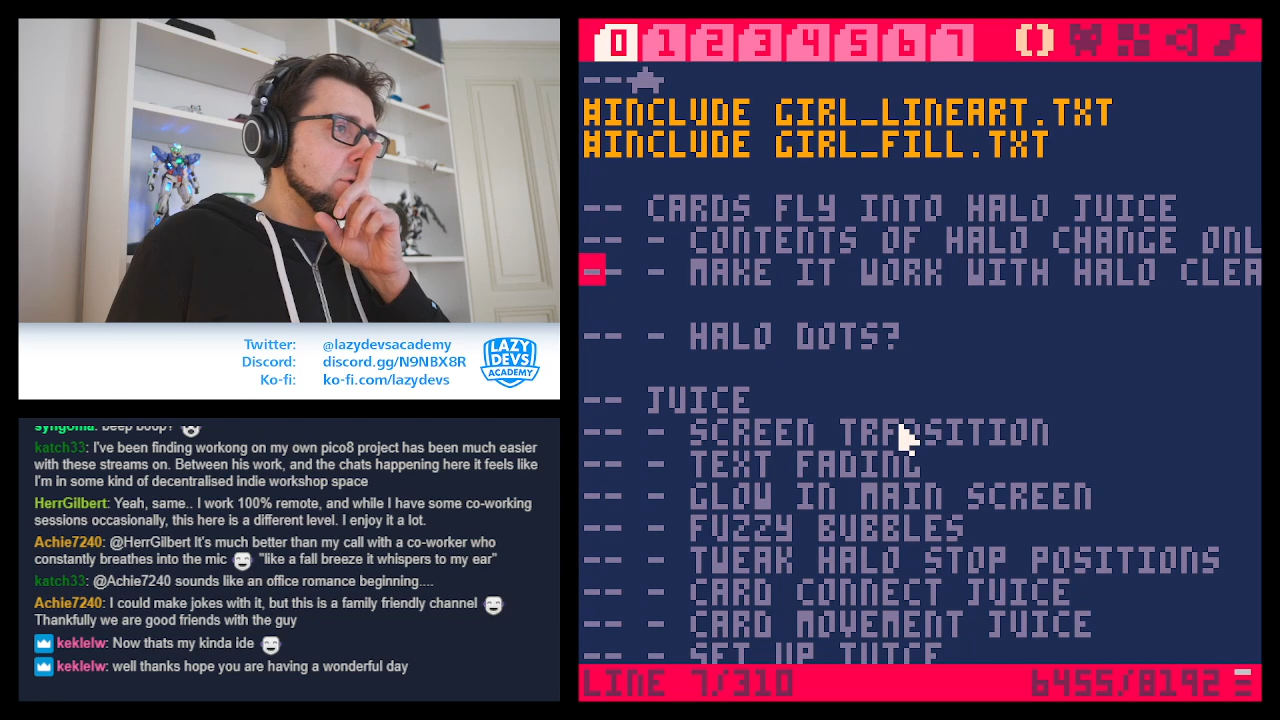 Twitter: @lazydevsacademy
Discord: discord.gg/N9NBX8R
Ko-fi: ko-fi.com/lazydevs
LAZY
DEVS
ACADEMY
syngonia: beep boop?
katch33: I've been finding workong on my own pico8 project has been much easier
with these streams on. Between his work, and the chats happening here it feels like
I'm in some kind of decentralised indie workshop space
HerrGilbert: Yeah, same.. I work 100% remote, and while I have some co-working
sessions occasionally, this here is a different level. I enjoy it a lot.
Achie7240: @HerrGilbert It's much better than my call with a co-worker who
constantly breathes into the mic "like a fall breeze it whispers to my ear"
katch33: @Achie7240 sounds like an office romance beginning....
Achie7240: I could make jokes with it, but this is a family friendly channel
Thankfully we are good friends with the guy
keklelw: Now thats my kinda ide
keklelw: well thanks hope you are having a wonderful day
0 1 2 3 4 5 6 7 ()
--
#INCLUDE GIRL_LINEART.TXT
#INCLUDE GIRL_FILL.TXT
-- CARDS FLY INTO HALO JUICE
-- - CONTENTS OF HALO CHANGE ONL
-- - MAKE IT WORK WITH HALO CLEA
-- - HALO DOTS?
-- JUICE
-- - SCREEN TRASITION
-- - TEXT FADING
-- - GLOW IN MAIN SCREEN
-- - FUZZY BUBBLES
-- - TWEAK HALO STOP POSITIONS
-- - CARD CONNECT JUICE
-- - CARD MOVEMENT JUICE
-- - SET UP JUICE
LINE 7/310 6455/8192